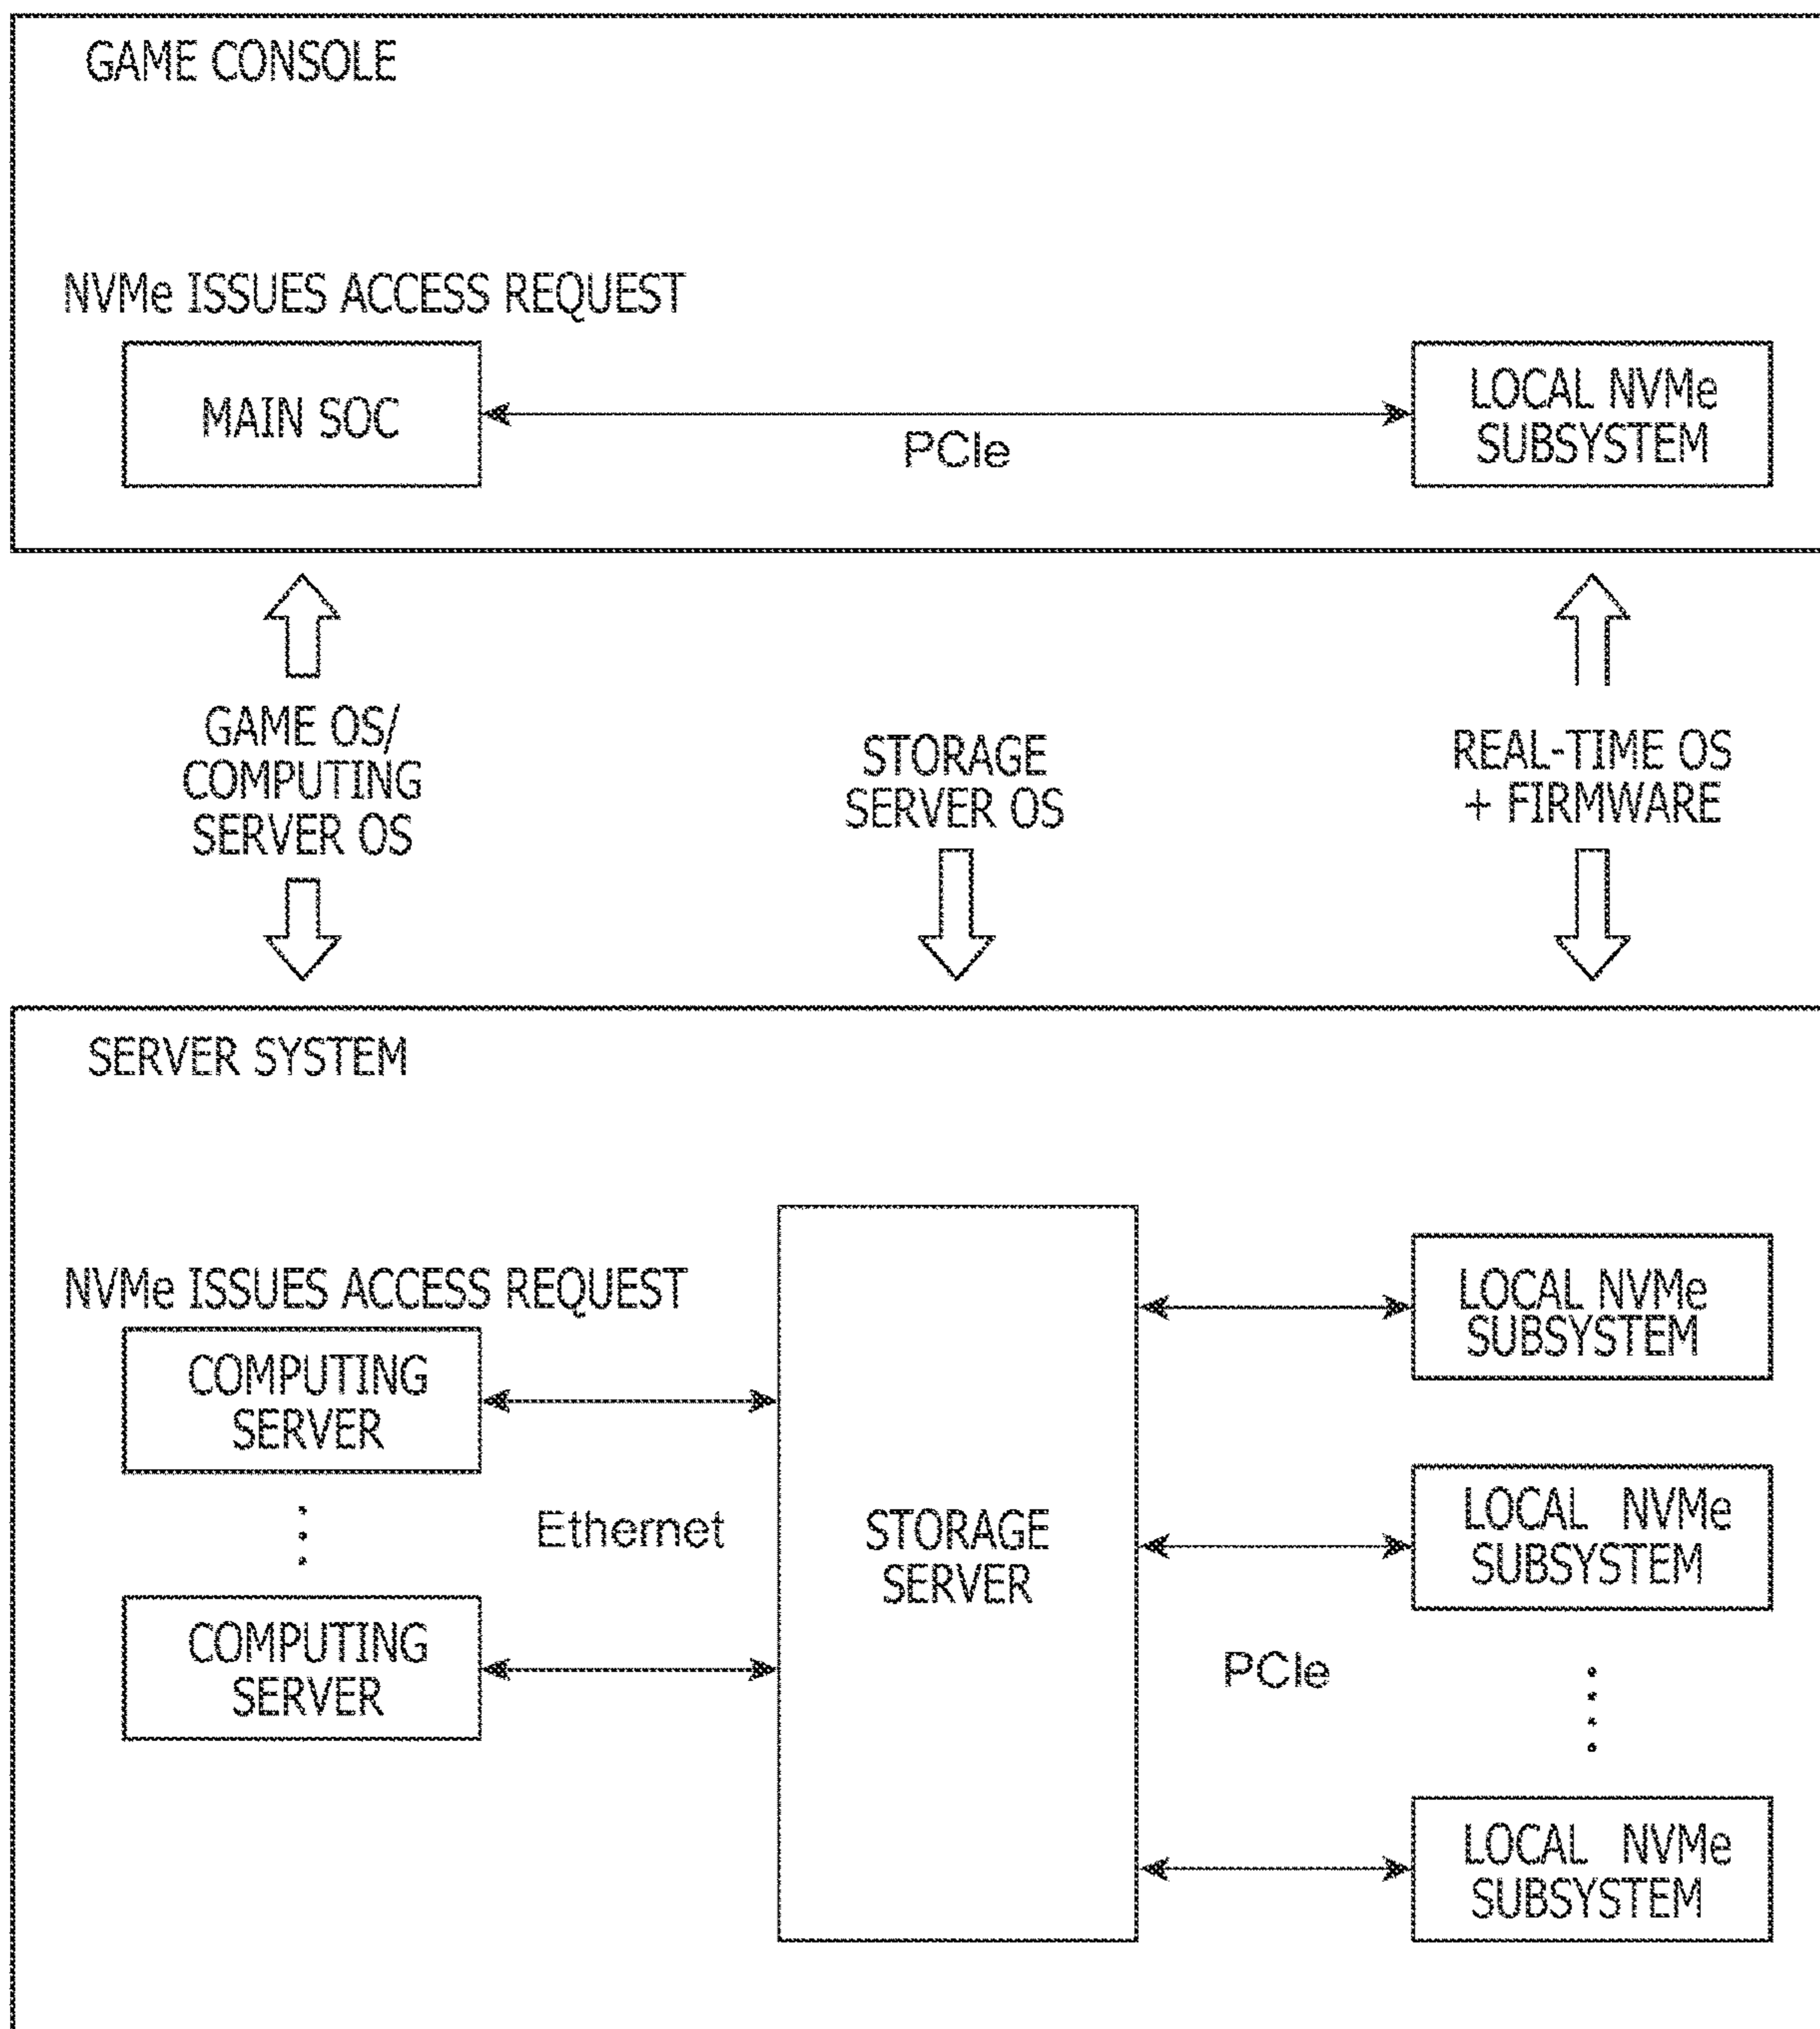 GAME CONSOLE
NVMe ISSUES ACCESS REQUEST
MAIN SOC
PCIe
LOCAL NVMe
SUBSYSTEM
GAME OS/
COMPUTING
SERVER OS
STORAGE
SERVER OS
REAL-TIME OS
+ FIRMWARE
SERVER SYSTEM
NVMe ISSUES ACCESS REQUEST
COMPUTING
SERVER
Ethernet
COMPUTING
SERVER
STORAGE
SERVER
PCIe
LOCAL NVMe
SUBSYSTEM
LOCAL NVMe
SUBSYSTEM
LOCAL NVMe
SUBSYSTEM